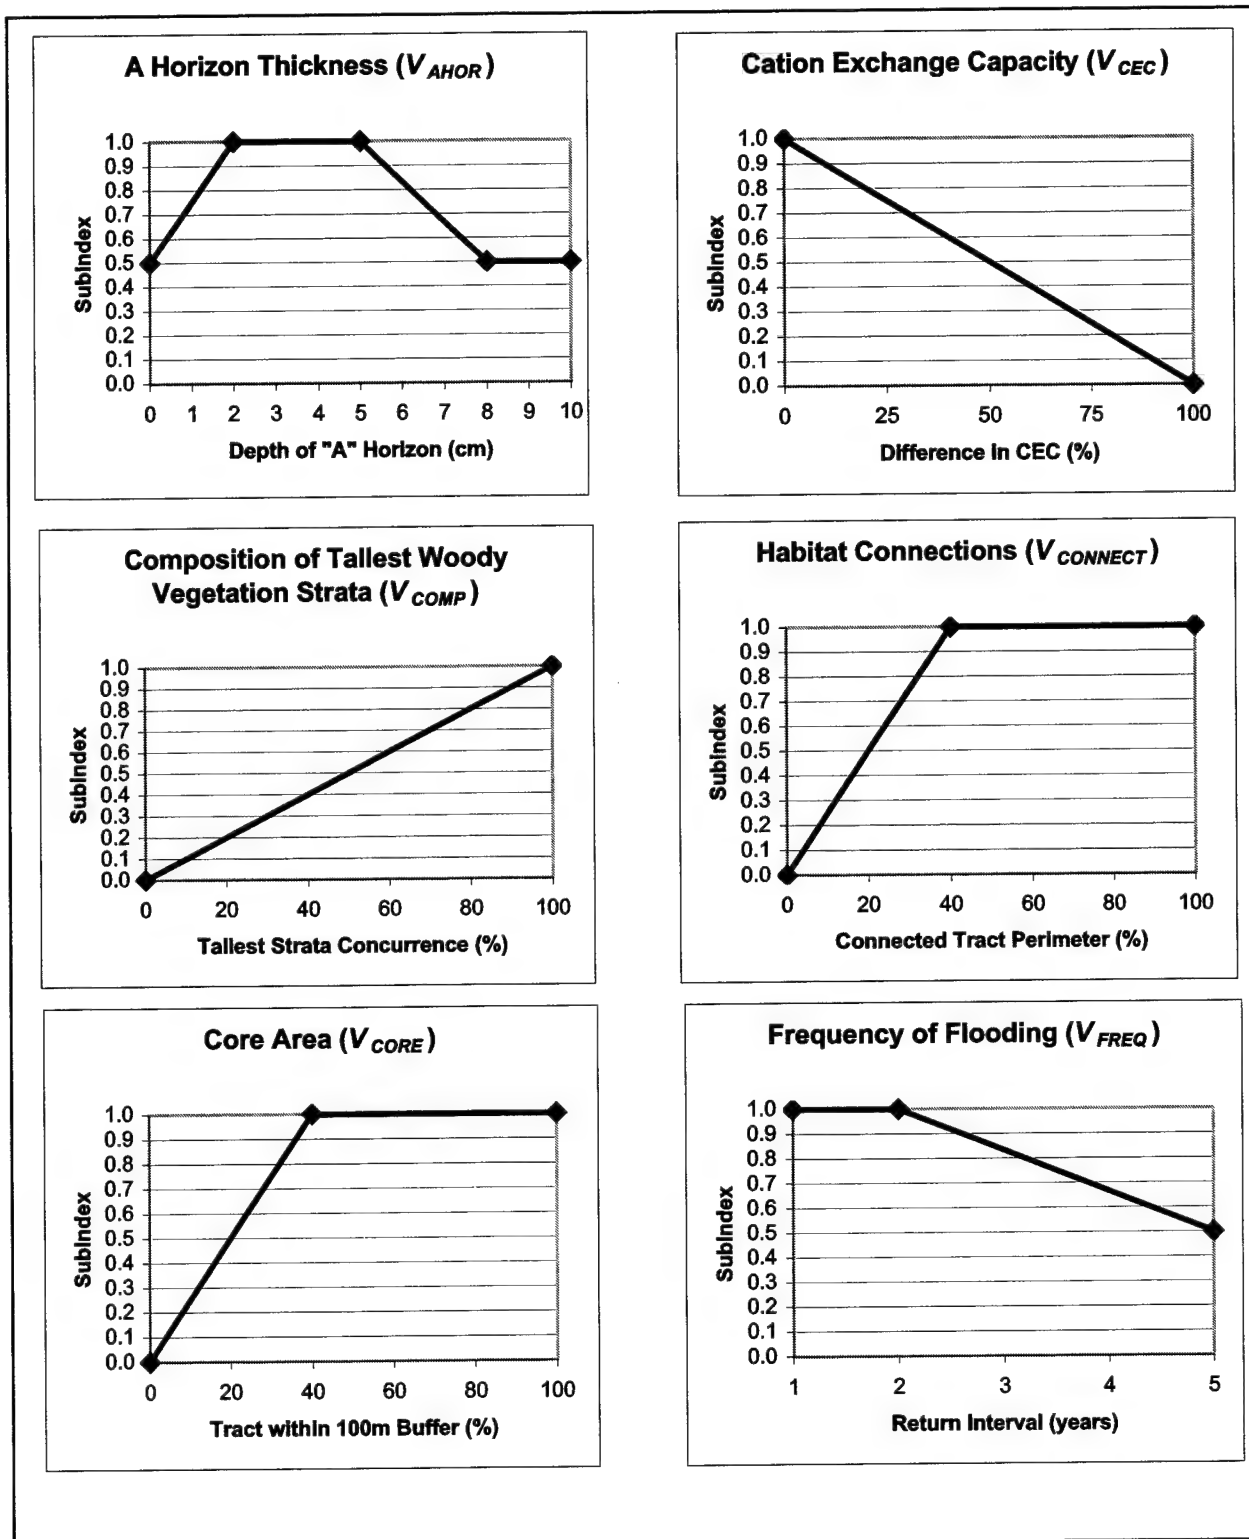 A Horizon Thickness (V AHOR)
SubIndex
1.0
0.9
0.8
0.7
0.6
0.5
0.4
0.3
0.2
0.1
0.0
0 1 2 3 4 5 6 7 8 9 10
Depth of "A" Horizon (cm)
Cation Exchange Capacity (V CEC)
SubIndex
1.0
0.9
0.8
0.7
0.6
0.5
0.4
0.3
0.2
0.1
0.0
0 25 50 75 100
Difference in CEC (%)
Composition of Tallest Woody
Vegetation Strata (V COMP)
SubIndex
1.0
0.9
0.8
0.7
0.6
0.5
0.4
0.3
0.2
0.1
0.0
0 20 40 60 80 100
Tallest Strata Concurrence (%)
Habitat Connections (V CONNECT)
SubIndex
1.0
0.9
0.8
0.7
0.6
0.5
0.4
0.3
0.2
0.1
0.0
0 20 40 60 80 100
Connected Tract Perimeter (%)
Core Area (V CORE)
SubIndex
1.0
0.9
0.8
0.7
0.6
0.5
0.4
0.3
0.2
0.1
0.0
0 20 40 60 80 100
Tract within 100m Buffer (%)
Frequency of Flooding (V FREQ)
SubIndex
1.0
0.9
0.8
0.7
0.6
0.5
0.4
0.3
0.2
0.1
0.0
1 2 3 4 5
Return Interval (years)